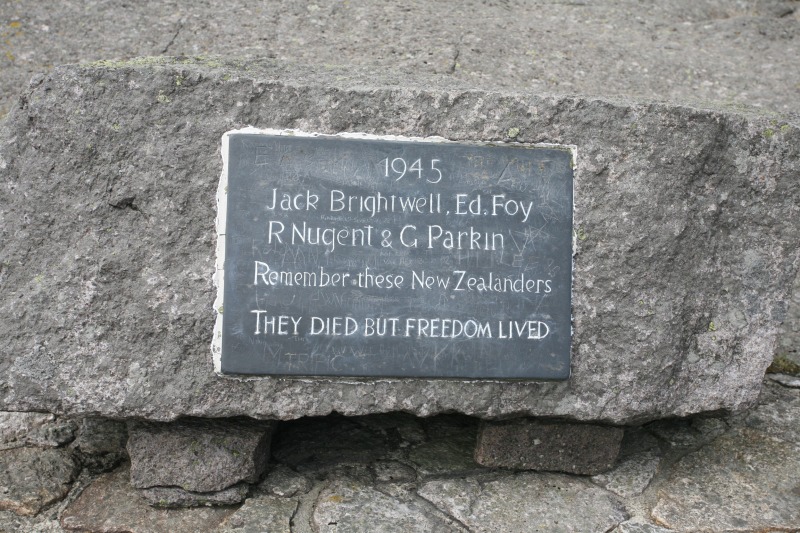 1945
Jack Brightwell, Ed. Foy
R Nugent & G Parkin
Remember these New Zealanders
THEY DIED BUT FREEDOM LIVED